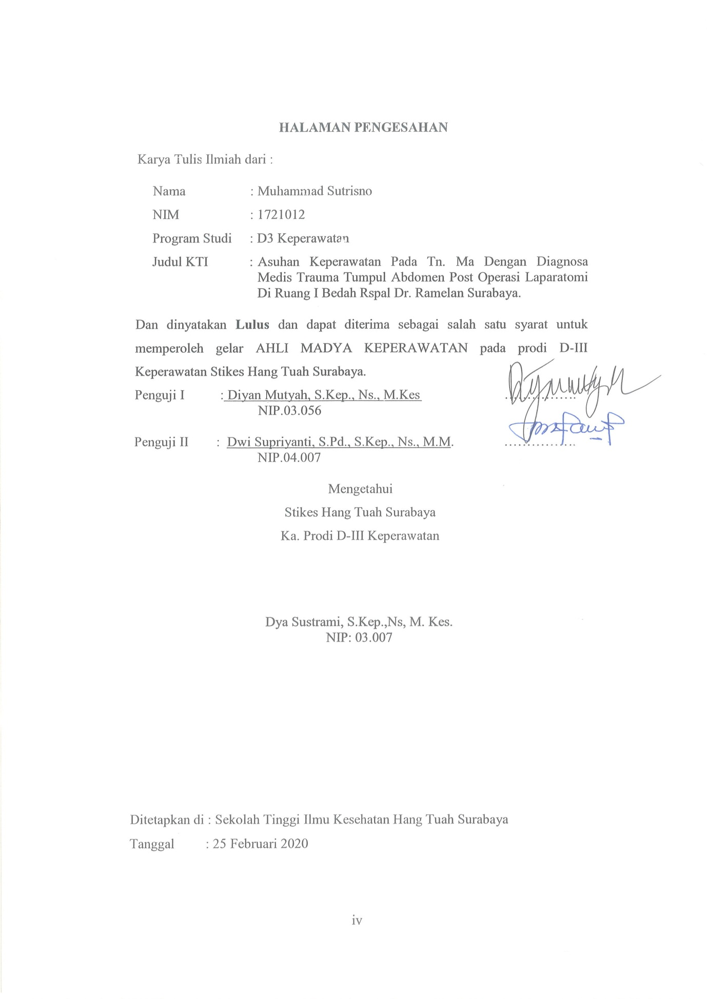 HALAMAN PENGESAHAN
Karya Tulis Ilmiah dari :
Nama : Muhammad Sutrisno
NIM : 1721012
Program Studi : D3 Keperawatan
Judul KTI : Asuhan Keperawatan Pada Tn. Ma Dengan Diagnosa
Medis Trauma Tumpul Abdomen Post Operasi Laparatomi
Di Ruang I Bedah Rspal Dr. Ramelan Surabaya.
Dan dinyatakan Lulus dan dapat diterima sebagai salah satu syarat untuk
memperoleh gelar AHLI MADYA KEPERAWATAN pada prodi D-III
Keperawatan Stikes Hang Tuah Surabaya.
Penguji I : Diyan Mutyah, S.Kep., Ns., M.Kes ...............
NIP.03.056
Penguji II : Dwi Supriyanti, S.Pd., S.Kep., Ns., M.M. ...............
NIP.04.007
Mengetahui
Stikes Hang Tuah Surabaya
Ka. Prodi D-III Keperawatan
Dya Sustrami, S.Kep.,Ns, M. Kes.
NIP: 03.007
Ditetapkan di : Sekolah Tinggi Ilmu Kesehatan Hang Tuah Surabaya
Tanggal : 25 Februari 2020
iv